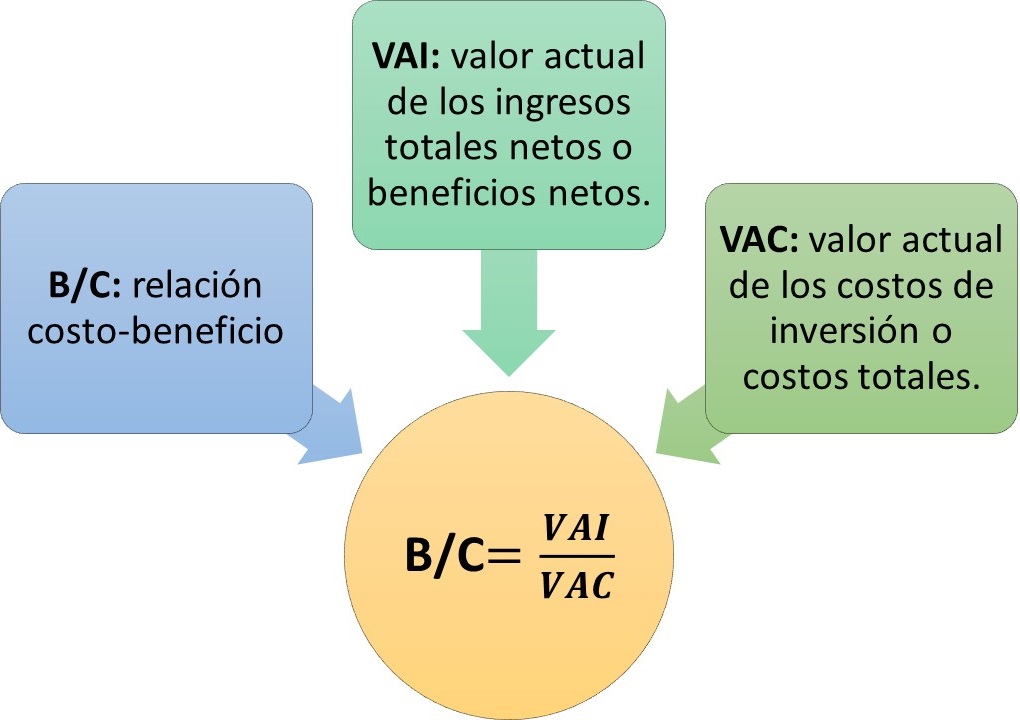 VAI: valor actual
de los ingresos
totales netos o
beneficios netos.
B/C: relación
costo-beneficio
VAC: valor actual
de los costos de
inversión o
costos totales.
B/C= VAI
VAC